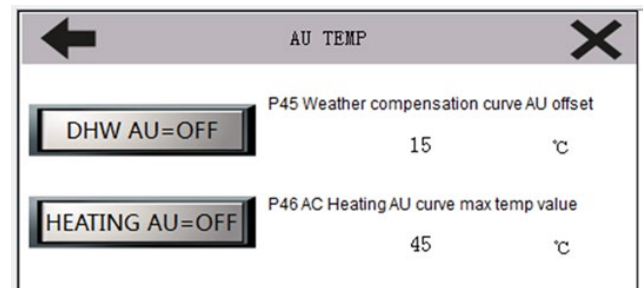 AU TEMP
P45 Weather compensation curve AU offset
DHW AU=OFF
15 ℃
P46 AC Heating AU curve max temp value
HEATING AU=OFF
45 ℃